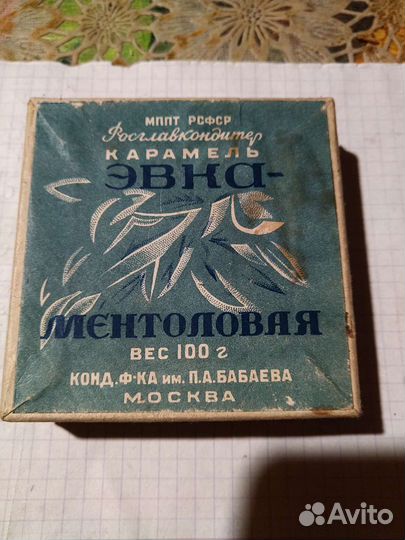 МППТ РСФСР
Росглавкондитер
КАРАМЕЛЬ
ЭВКА-
МЕНТОЛОВАЯ
ВЕС 100 г
КОНД. Ф-КА им. П.А. БАБАЕВА
МОСКВА
Avito